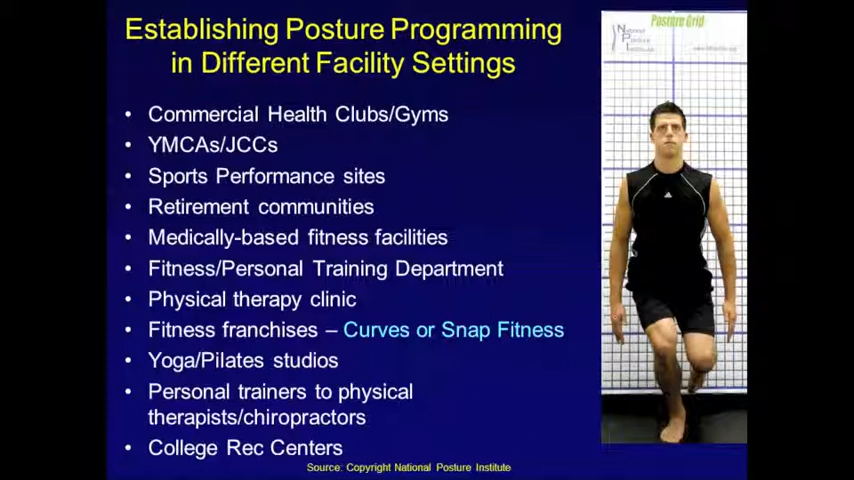 Establishing Posture Programming
in Different Facility Settings
• Commercial Health Clubs/Gyms
• YMCAs/JCCs
• Sports Performance sites
• Retirement communities
• Medically-based fitness facilities
• Fitness/Personal Training Department
• Physical therapy clinic
• Fitness franchises – Curves or Snap Fitness
• Yoga/Pilates studios
• Personal trainers to physical
therapists/chiropractors
• College Rec Centers
Source: Copyright National Posture Institute
Posture Grid
National
Posture
Institute